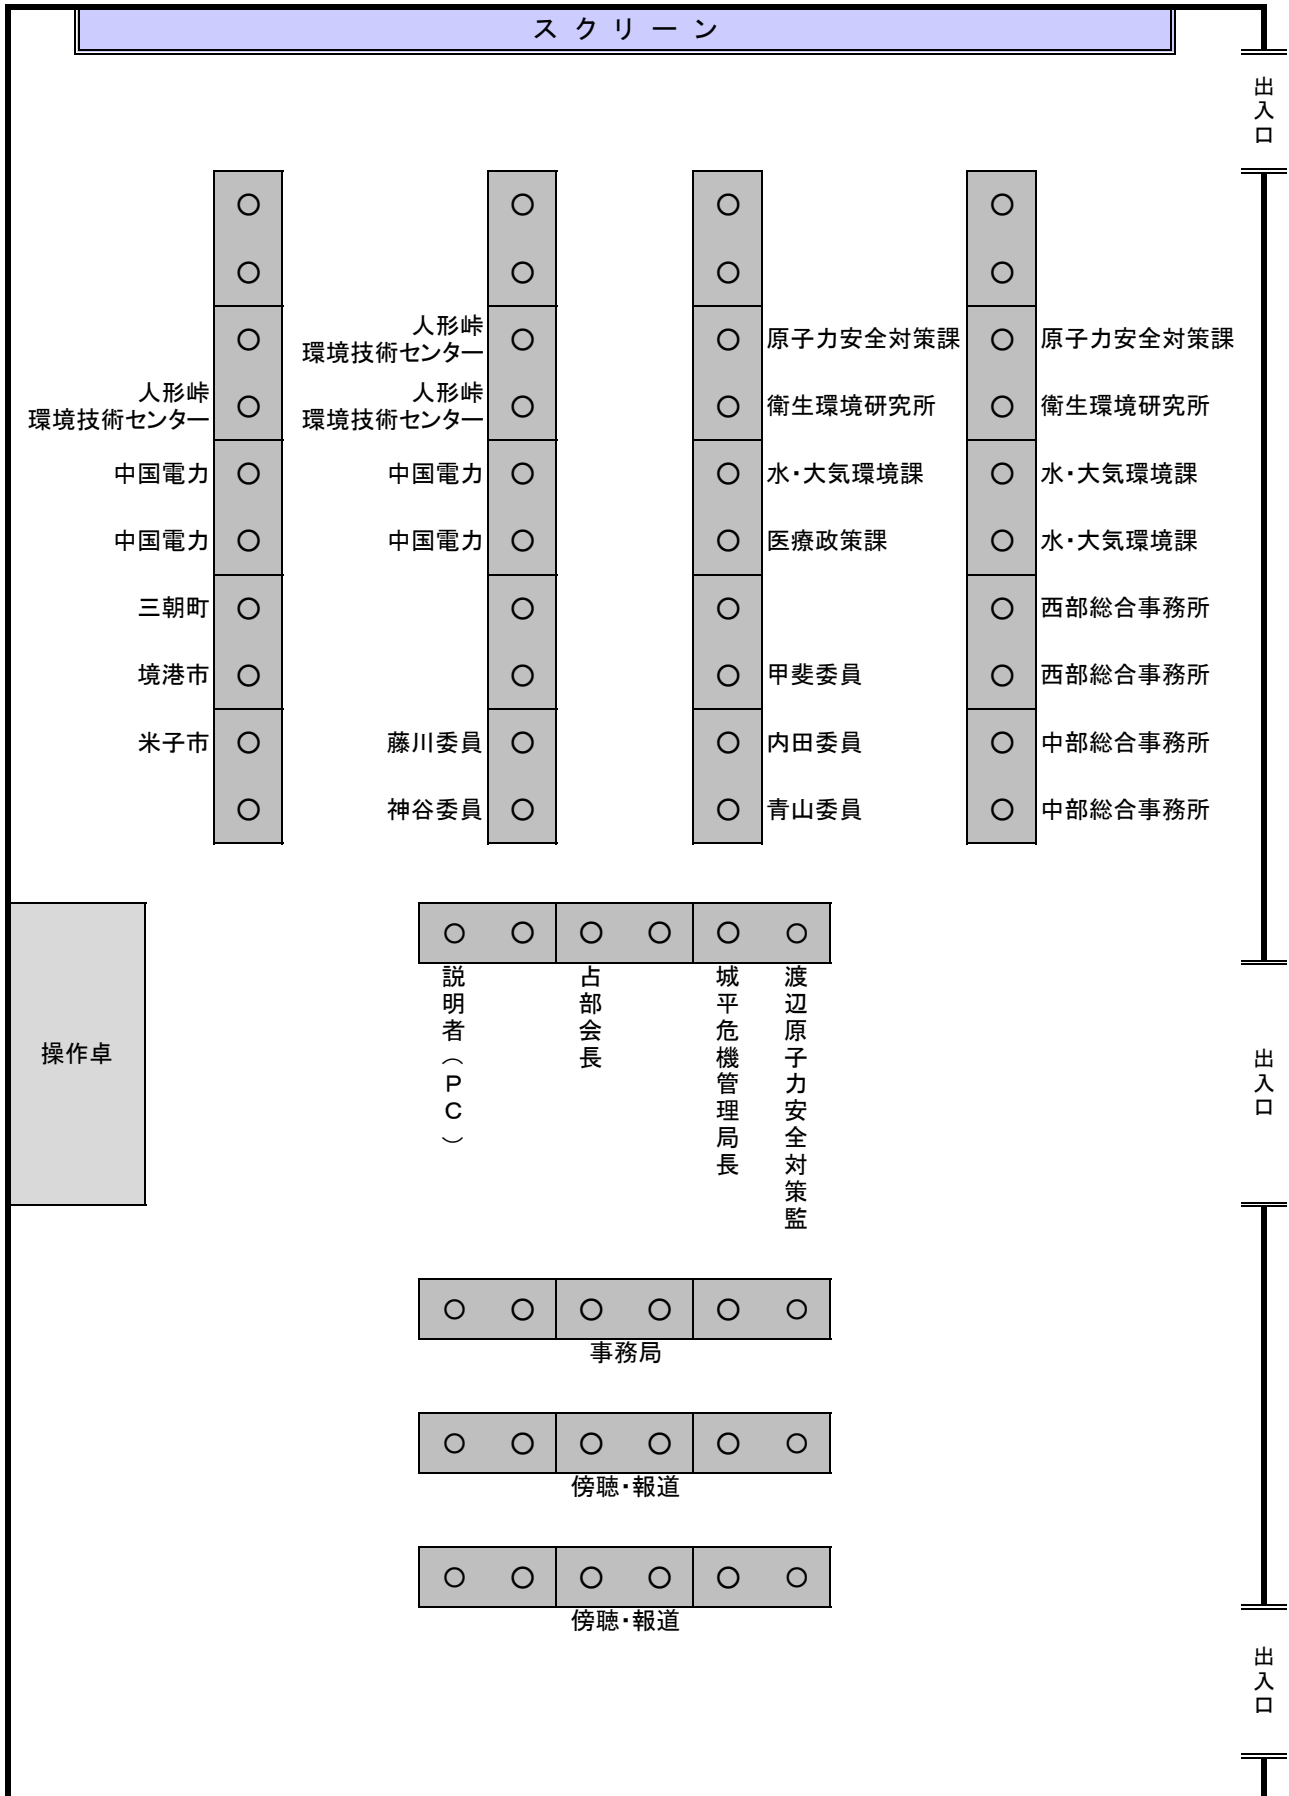 スクリーン
出入口
人形峠
環境技術センター
原子力安全対策課
原子力安全対策課
人形峠
環境技術センター
人形峠
環境技術センター
衛生環境研究所
衛生環境研究所
中国電力
中国電力
水・大気環境課
水・大気環境課
中国電力
中国電力
医療政策課
水・大気環境課
三朝町
西部総合事務所
境港市
甲斐委員
西部総合事務所
米子市
藤川委員
内田委員
中部総合事務所
神谷委員
青山委員
中部総合事務所
説明者（PC）
占部会長
城平危機管理局長
渡辺原子力安全対策監
操作卓
出入口
事務局
傍聴・報道
傍聴・報道
出入口